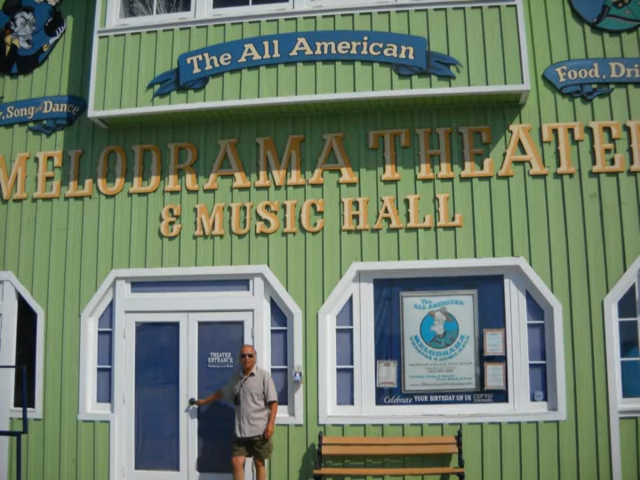 The All American
, Song and Dance
Food, Dri
MELODRAMA THEATER
& MUSIC HALL
THEATER
ENTRANCE
The
ALL AMERICAN
MELODRAMA
Celebrate YOUR BIRTHDAY ON US